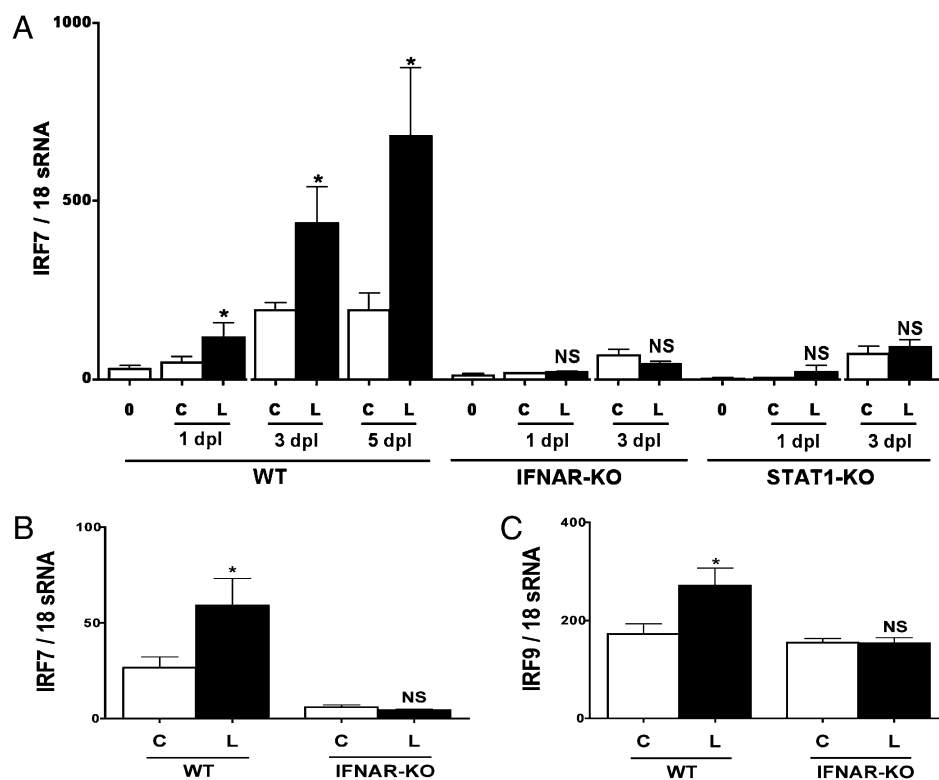 A
1000
500
0
IRF7 / 18 sRNA
*
*
*
NS
NS
NS
NS
0 C L C L C L 0 C L C L 0 C L C L
1 dpl 3 dpl 5 dpl 1 dpl 3 dpl 1 dpl 3 dpl
WT IFNAR-KO STAT1-KO
B
100
50
0
IRF7 / 18 sRNA
*
NS
C L C L
WT IFNAR-KO
C
400
200
0
IRF9 / 18 sRNA
*
NS
C L C L
WT IFNAR-KO